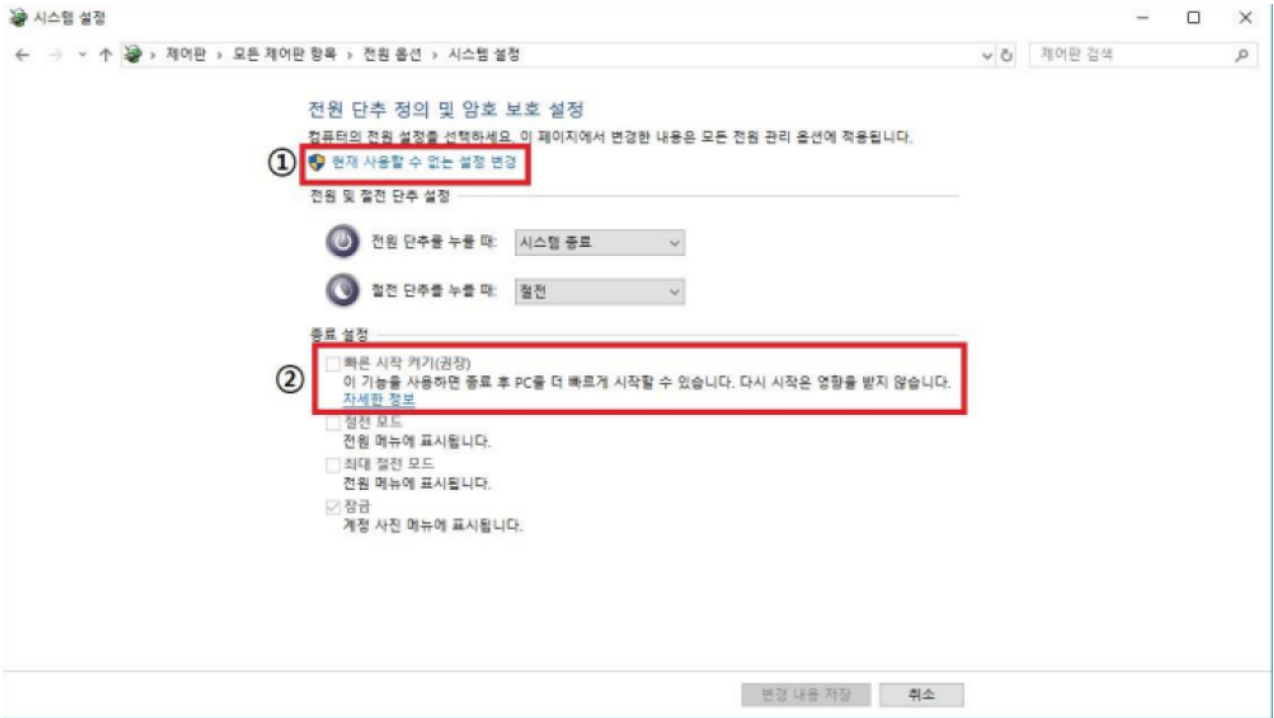 시스템 설정
제어판 › 모든 제어판 항목 › 전원 옵션 › 시스템 설정
제어판 검색
전원 단추 정의 및 암호 보호 설정
컴퓨터의 전원 설정을 선택하세요. 이 페이지에서 변경한 내용은 모든 전원 관리 옵션에 적용됩니다.
① 현재 사용할 수 없는 설정 변경
전원 및 절전 단추 설정
전원 단추를 누를 때: 시스템 종료
절전 단추를 누를 때: 절전
종료 설정
빠른 시작 켜기(권장)
② 이 기능을 사용하면 종료 후 PC을 더 빠르게 시작할 수 있습니다. 다시 시작은 영향을 받지 않습니다.
자세한 정보
절전 모드
전원 메뉴에 표시됩니다.
최대 절전 모드
전원 메뉴에 표시됩니다.
잠금
계정 사진 메뉴에 표시됩니다.
변경 내용 저장 취소